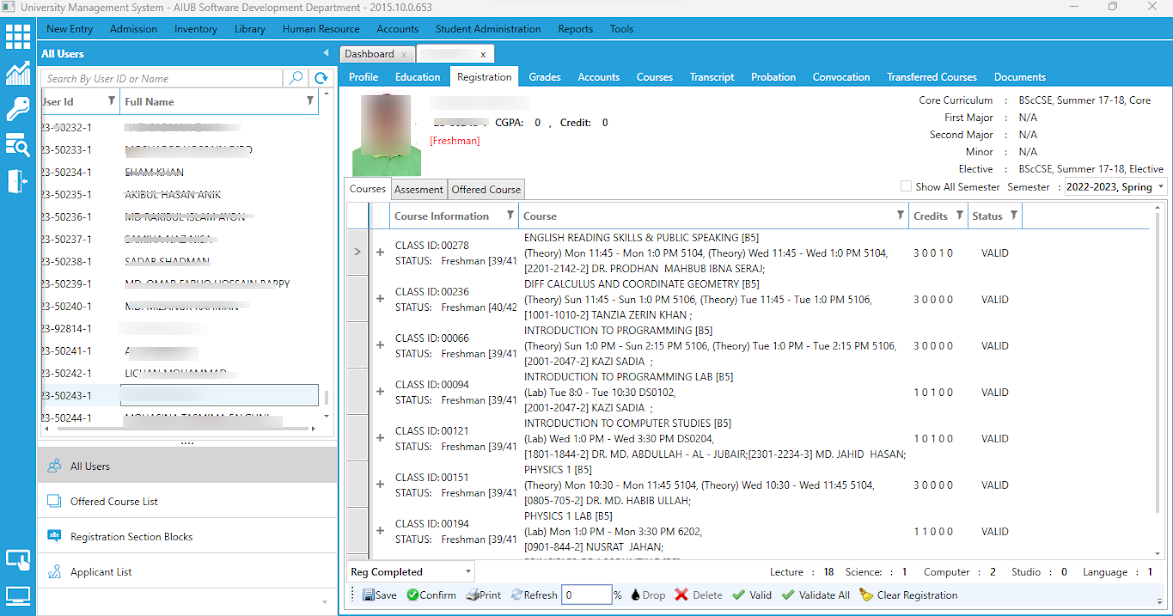 University Management System - AIUB Software Development Department - 2015.10.0.653
New Entry Admission Inventory Library Human Resource Accounts Student Administration Reports Tools
All Users
Search By User ID or Name
User Id Full Name
23-50232-1
23-50233-1
23-50234-1 EHAM KHAN
23-50235-1 AKIBUL HASAN ANIK
23-50236-1 MD RAKIBUL ISLAM AYON
23-50237-1 SAMIHA NAZ NISA
23-50238-1 SADAB SHADMAN
23-50239-1 MD. OMAR FARUQ HOSSAIN BAPPY
23-50240-1 MD. MIZANUR RAHMAN
23-92814-1
23-50241-1
23-50242-1 MOHAMMAD
23-50243-1
23-50244-1
All Users
Offered Course List
Registration Section Blocks
Applicant List
Dashboard x x
Profile Education Registration Grades Accounts Courses Transcript Probation Convocation Transferred Courses Documents
CGPA: 0 , Credit: 0
[Freshman]
Core Curriculum : BScCSE, Summer 17-18, Core
First Major : N/A
Second Major : N/A
Minor : N/A
Elective : BScCSE, Summer 17-18, Elective
Courses Assesment Offered Course
Show All Semester Semester : 2022-2023, Spring
Course Information Course Credits Status
CLASS ID:00278
STATUS: Freshman [39/41
ENGLISH READING SKILLS & PUBLIC SPEAKING [B5]
(Theory) Mon 11:45 - Mon 1:0 PM 5104, (Theory) Wed 11:45 - Wed 1:0 PM 5104,
[2201-2142-2] DR. PRODHAN MAHBUB IBNA SERAJ;
3 0 0 1 0 VALID
CLASS ID:00236
STATUS: Freshman [40/42
DIFF CALCULUS AND COORDINATE GEOMETRY [B5]
(Theory) Sun 11:45 - Sun 1:0 PM 5106, (Theory) Tue 11:45 - Tue 1:0 PM 5106,
[1001-1010-2] TANZIA ZERIN KHAN ;
3 0 0 0 0 VALID
CLASS ID:00066
STATUS: Freshman [39/41
INTRODUCTION TO PROGRAMMING [B5]
(Theory) Sun 1:0 PM - Sun 2:15 PM 5106, (Theory) Tue 1:0 PM - Tue 2:15 PM 5106,
[2001-2047-2] KAZI SADIA ;
3 0 0 0 0 VALID
CLASS ID:00094
STATUS: Freshman [39/41
INTRODUCTION TO PROGRAMMING LAB [B5]
(Lab) Tue 8:0 - Tue 10:30 DS0102,
[2001-2047-2] KAZI SADIA ;
1 0 1 0 0 VALID
CLASS ID:00121
STATUS: Freshman [39/41
INTRODUCTION TO COMPUTER STUDIES [B5]
(Lab) Wed 1:0 PM - Wed 3:30 PM DS0204,
[1801-1844-2] DR. MD. ABDULLAH - AL - JUBAIR;[2301-2234-3] MD. JAHID HASAN;
1 0 1 0 0 VALID
CLASS ID:00151
STATUS: Freshman [39/41
PHYSICS 1 [B5]
(Theory) Mon 10:30 - Mon 11:45 5104, (Theory) Wed 10:30 - Wed 11:45 5104,
[0805-705-2] DR. MD. HABIB ULLAH;
3 0 0 0 0 VALID
CLASS ID:00194
STATUS: Freshman [39/41
PHYSICS 1 LAB [B5]
(Lab) Mon 1:0 PM - Mon 3:30 PM 6202,
[0901-844-2] NUSRAT JAHAN;
1 1 0 0 0 VALID
Reg Completed
Lecture : 18 Science: : 1 Computer : 2 Studio : 0 Language : 1
Save Confirm Print Refresh 0 % Drop Delete Valid Validate All Clear Registration